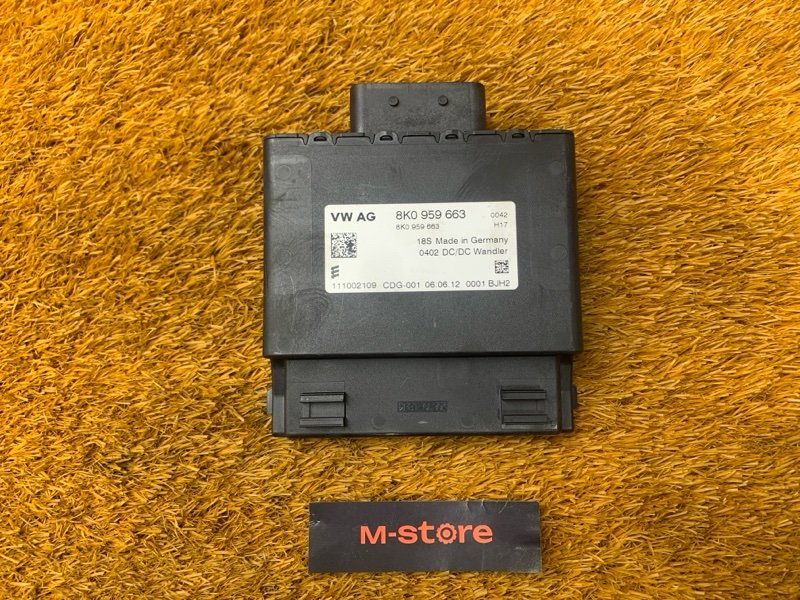 VW AG 8K0 959 663 0042
8K0 959 663 H17
18S Made in Germany
0402 DC/DC Wandler
111002109 CDG-001 06.06.12 0001 BJH2
M-store